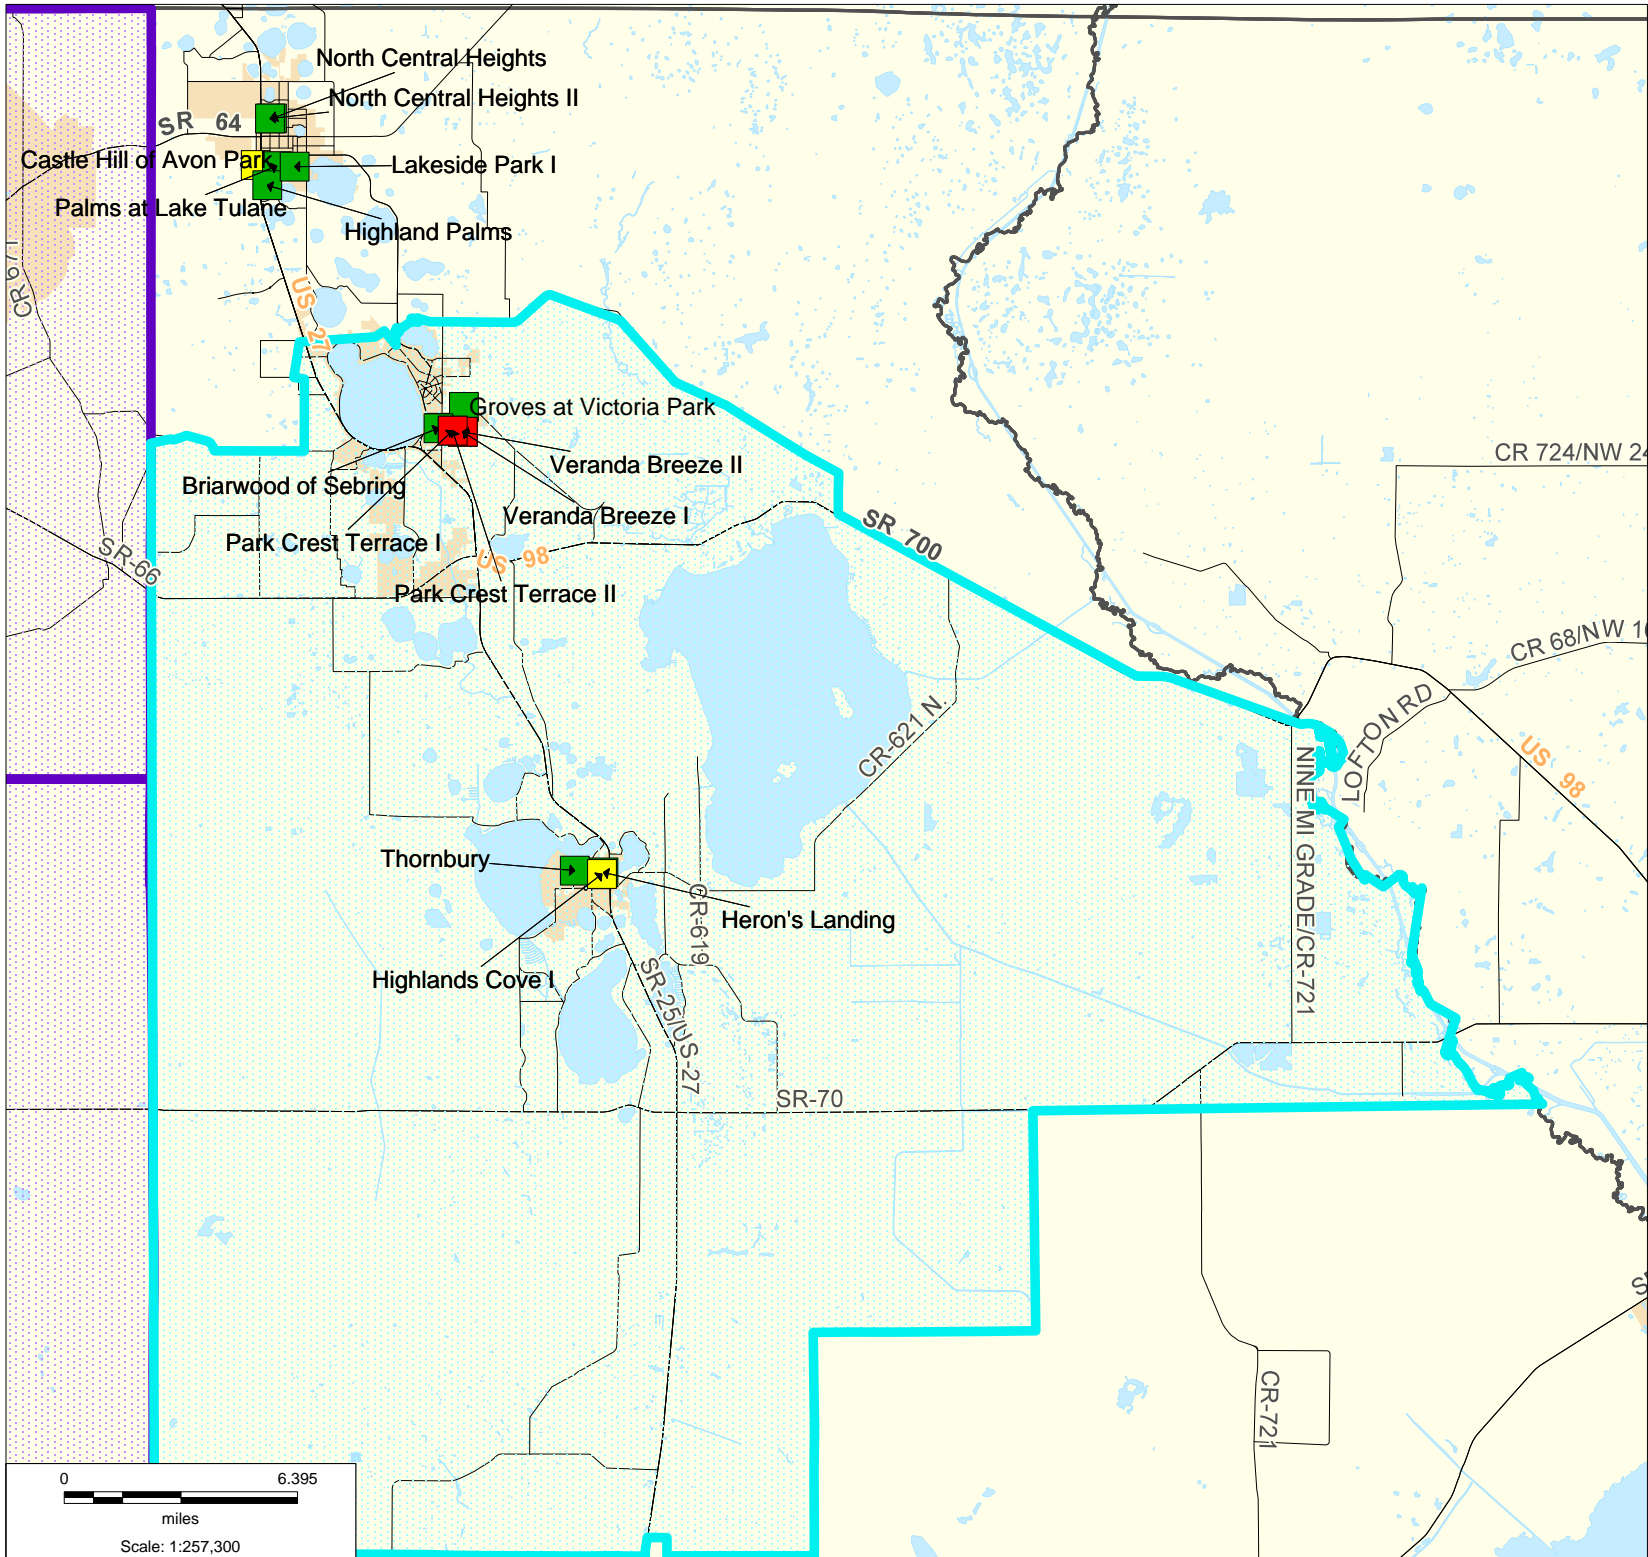 North Central Heights
North Central Heights II
SR 64
Castle Hill of Avon Park
Lakeside Park I
Palms at Lake Tulane
Highland Palms
US 27
Groves at Victoria Park
CR 724/NW 24
Veranda Breeze II
Briarwood of Sebring
Veranda Breeze I
SR 700
Park Crest Terrace I
SR-66
US 98
Park Crest Terrace II
CR 68/NW 16
CR-621 N.
LOFTON RD
US 98
NINE MI GRADE/CR-721
Thornbury
CR-619
Heron's Landing
Highlands Cove I
SR-25/US-27
SR-70
CR-721
0 6.395
miles
Scale: 1:257,300